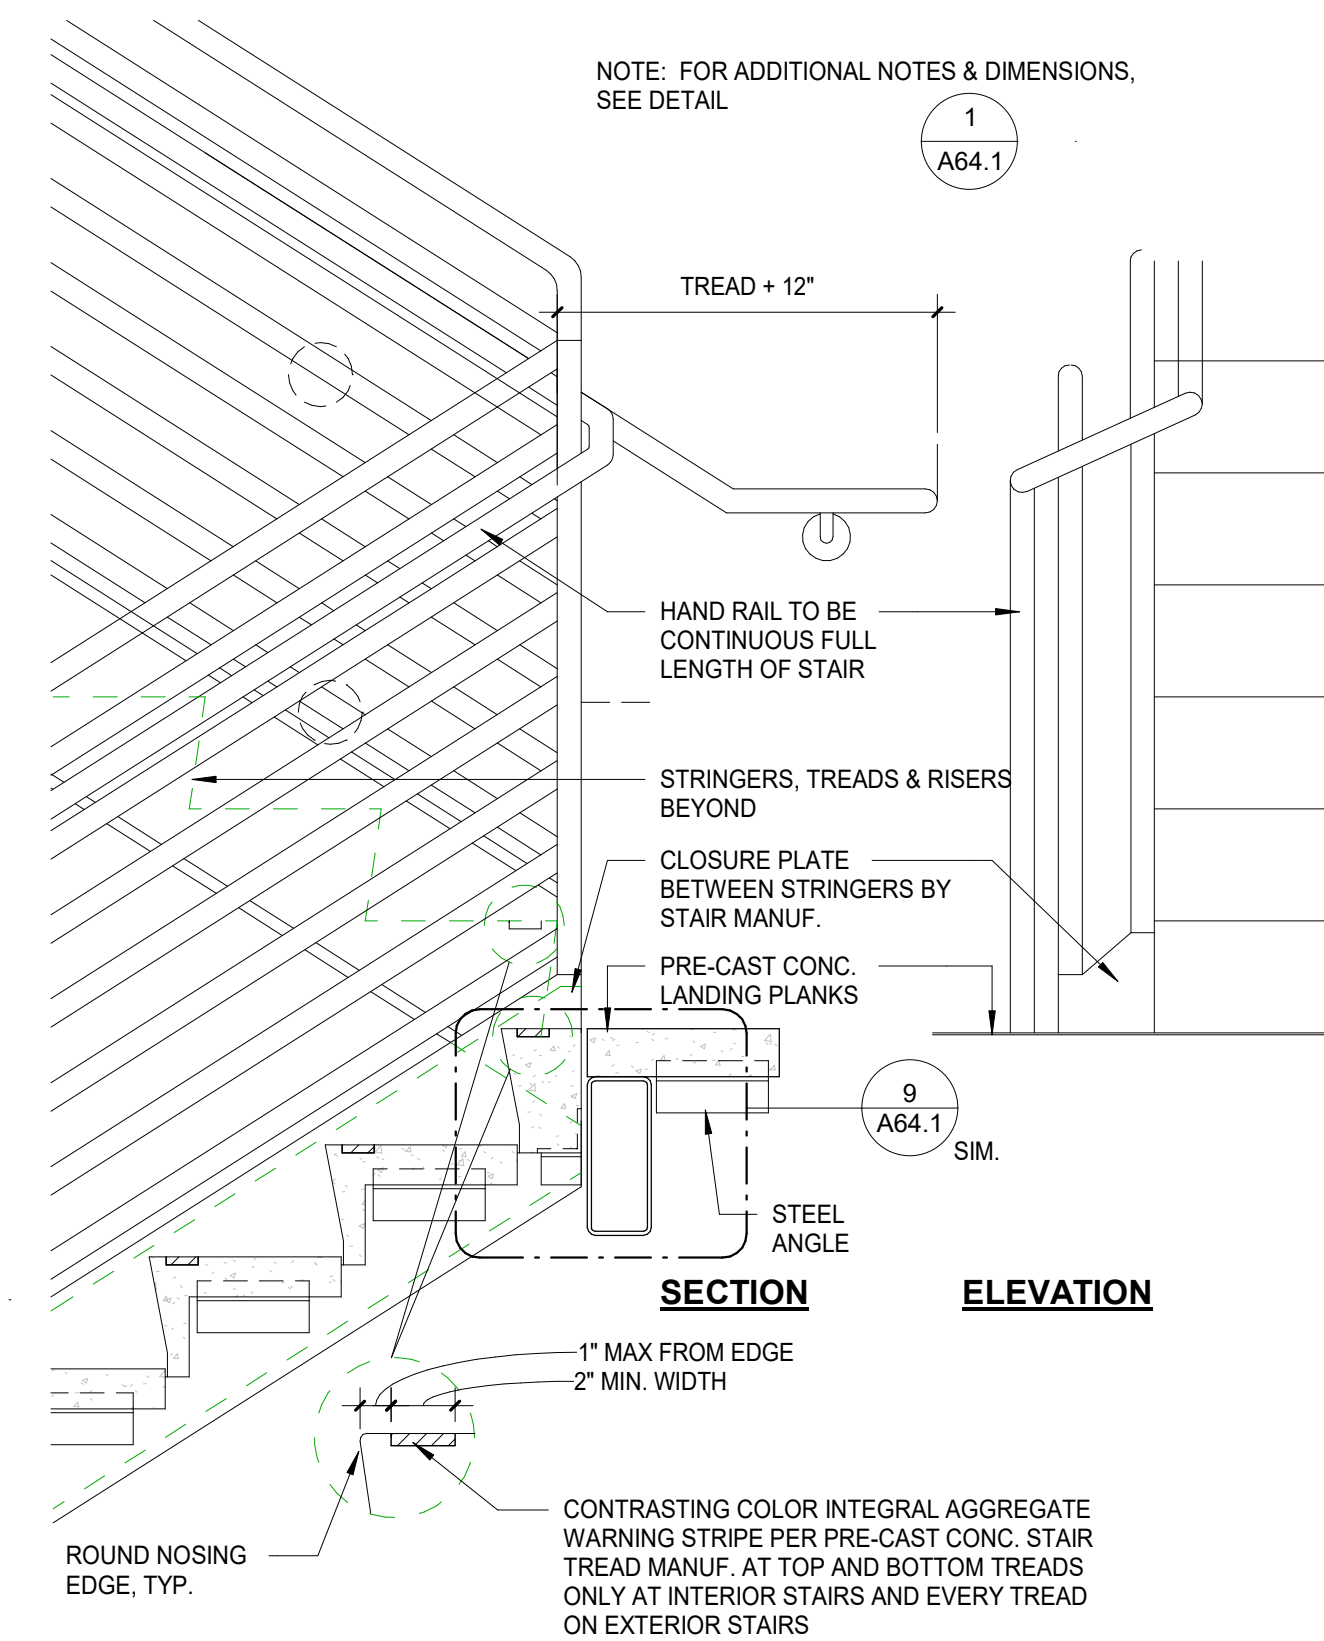 NOTE: FOR ADDITIONAL NOTES & DIMENSIONS,
SEE DETAIL
1
A64.1
TREAD + 12"
HAND RAIL TO BE
CONTINUOUS FULL
LENGTH OF STAIR
STRINGERS, TREADS & RISERS
BEYOND
CLOSURE PLATE
BETWEEN STRINGERS BY
STAIR MANUF.
PRE-CAST CONC.
LANDING PLANKS
9
A64.1
SIM.
STEEL
ANGLE
SECTION
ELEVATION
1" MAX FROM EDGE
2" MIN. WIDTH
CONTRASTING COLOR INTEGRAL AGGREGATE
WARNING STRIPE PER PRE-CAST CONC. STAIR
TREAD MANUF. AT TOP AND BOTTOM TREADS
ONLY AT INTERIOR STAIRS AND EVERY TREAD
ON EXTERIOR STAIRS
ROUND NOSING
EDGE, TYP.